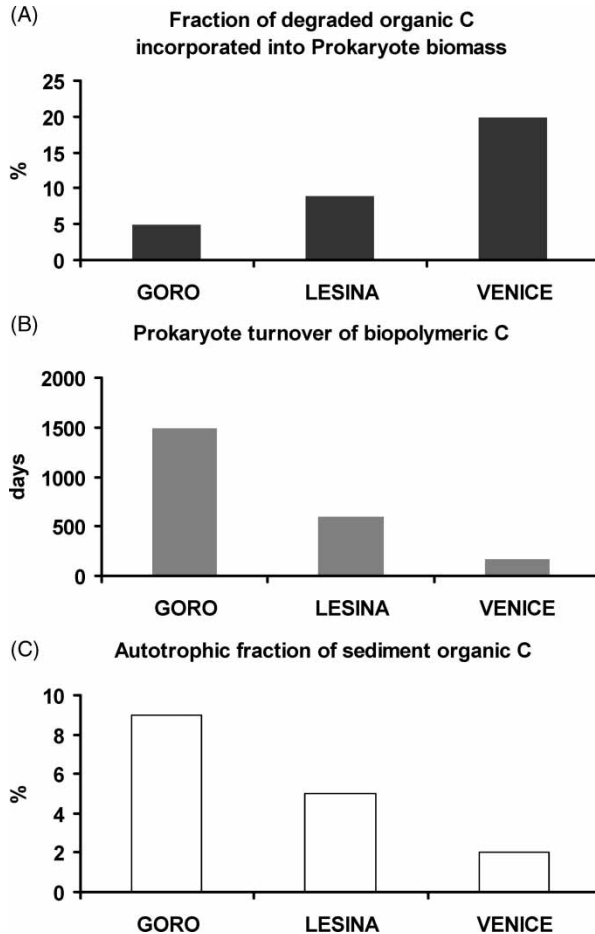 (A)
Fraction of degraded organic C
incorporated into Prokaryote biomass
25
20
15
10
5
0
%
GORO LESINA VENICE
(B)
Prokaryote turnover of biopolymeric C
2000
1500
1000
500
0
days
GORO LESINA VENICE
(C)
Autotrophic fraction of sediment organic C
10
8
6
4
2
0
%
GORO LESINA VENICE